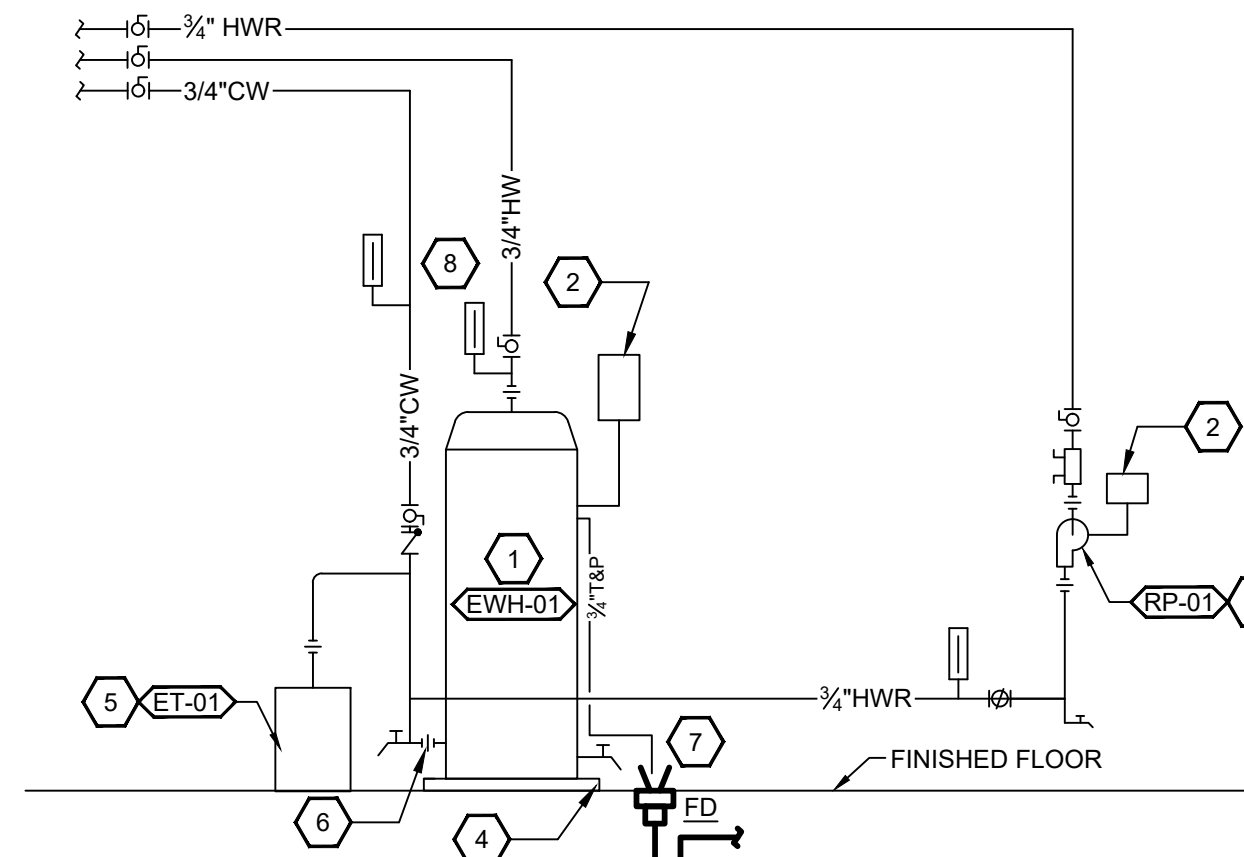 ¾" HWR
3/4"CW
3/4"HW
8
2
3/4"CW
2
1
EWH-01
¾"T&P
RP-01
5
ET-01
¾"HWR
7
FINISHED FLOOR
6
4
FD